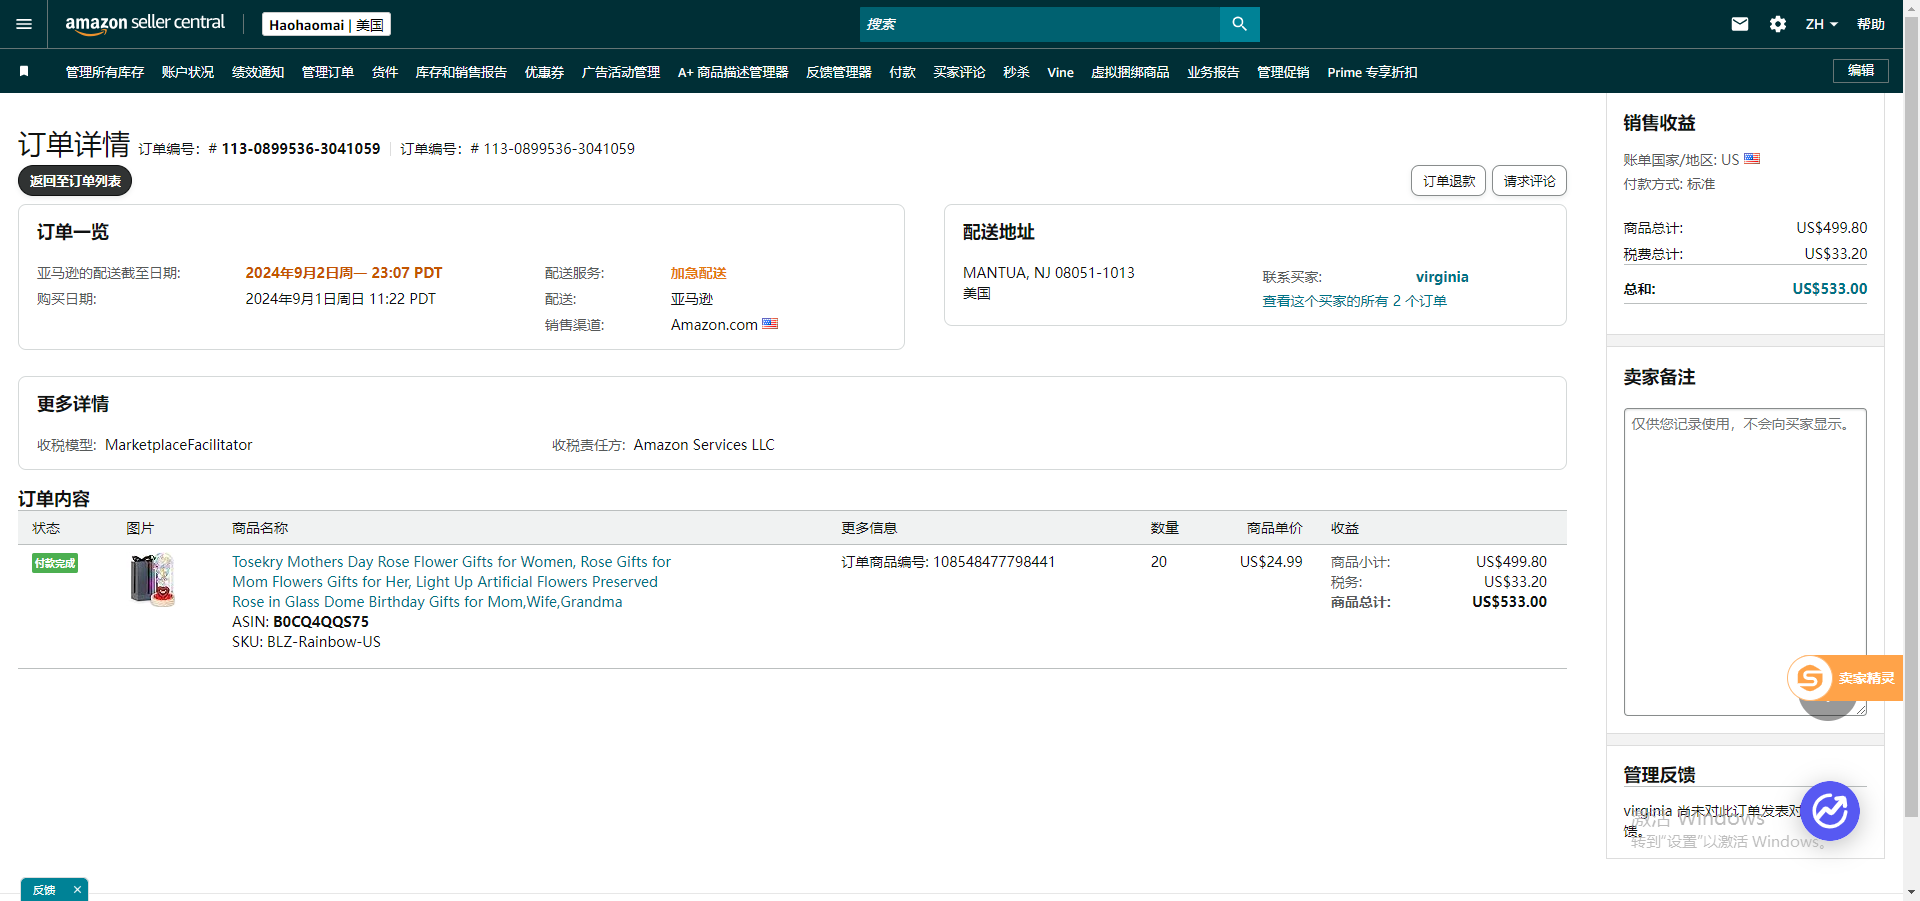 amazon seller central
Haohaomai | 美国
搜索
ZH
帮助
管理所有库存 账户状况 绩效通知 管理订单 货件 库存和销售报告 优惠券 广告活动管理 A+ 商品描述管理器 反馈管理器 付款 买家评论 秒杀 Vine 虚拟捆绑商品 业务报告 管理促销 Prime 专享折扣
编辑
订单详情 订单编号：# 113-0899536-3041059 订单编号：# 113-0899536-3041059
返回至订单列表
订单退款 请求评论
订单一览
亚马逊的配送截至日期: 2024年9月2日周一 23:07 PDT
购买日期: 2024年9月1日周日 11:22 PDT
配送服务: 加急配送
配送: 亚马逊
销售渠道: Amazon.com
配送地址
MANTUA, NJ 08051-1013
美国
联系买家: virginia
查看这个买家的所有 2 个订单
更多详情
收税模型: MarketplaceFacilitator
收税责任方: Amazon Services LLC
订单内容
状态 图片 商品名称 更多信息 数量 商品单价 收益
付款完成
Tosekry Mothers Day Rose Flower Gifts for Women, Rose Gifts for
Mom Flowers Gifts for Her, Light Up Artificial Flowers Preserved
Rose in Glass Dome Birthday Gifts for Mom,Wife,Grandma
ASIN: B0CQ4QQS75
SKU: BLZ-Rainbow-US
订单商品编号: 108548477798441
20
US$24.99
商品小计: US$499.80
税务: US$33.20
商品总计: US$533.00
销售收益
账单国家/地区: US
付款方式: 标准
商品总计: US$499.80
税费总计: US$33.20
总和: US$533.00
卖家备注
仅供您记录使用，不会向买家显示。
卖家精灵
管理反馈
virginia 尚未对此订单发表对
馈。
激活 Windows
转到"设置"以激活 Windows。
反馈 ×